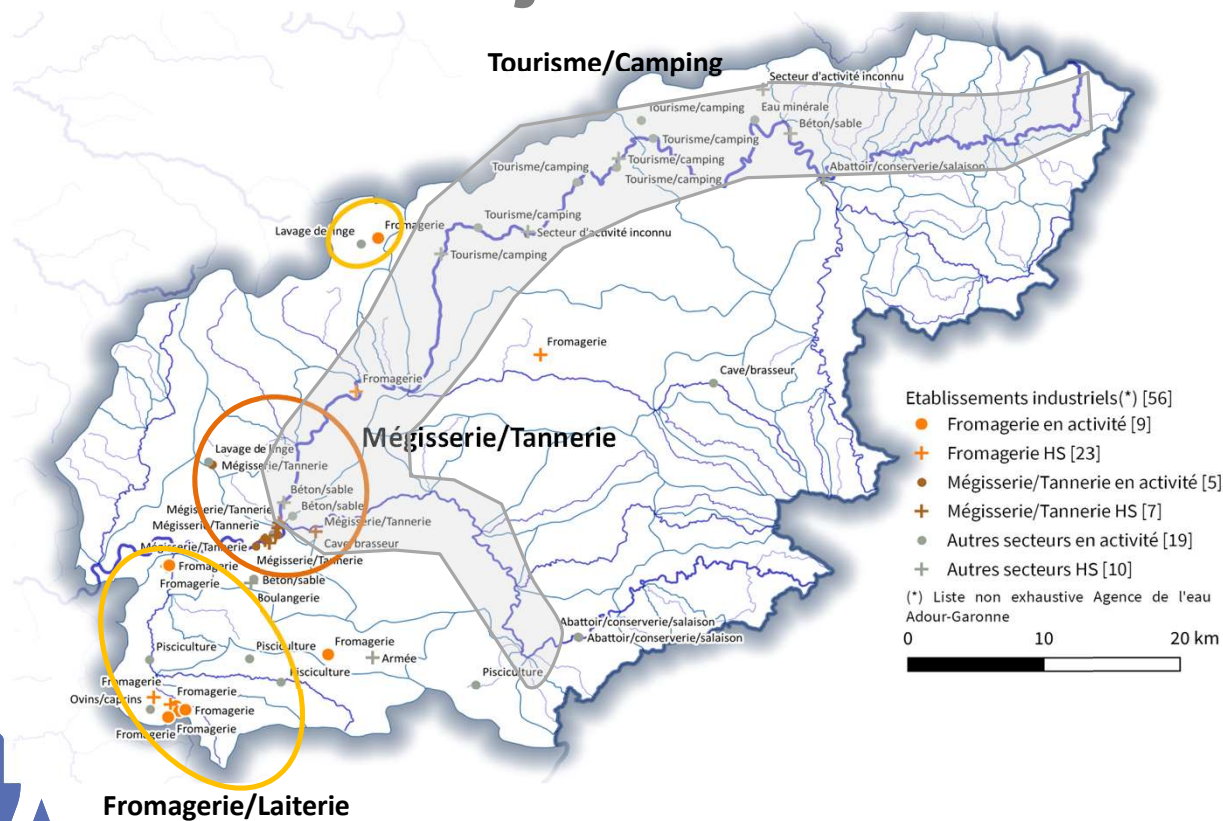 Tourisme/Camping
Secteur d'activité inconnu
Tourisme/camping
Eau minérale
Béton/sable
Tourisme/camping
Tourisme/camping
Tourisme/camping
Tourisme/camping
Abattoir/conserverie/salaison
Tourisme/camping
Lavage de linge
Fromagerie
Secteur d'activité inconnu
Tourisme/camping
Fromagerie
Cave/brasseur
Fromagerie
Mégisserie/Tannerie
Lavage de linge
Mégisserie/Tannerie
Béton/sable
Mégisserie/Tannerie
Béton/sable
Mégisserie/Tannerie
Mégisserie/Tannerie
Cave/brasseur
Mégisserie/Tannerie
Mégisserie/Tannerie
Fromagerie
Fromagerie
Béton/sable
Boulangerie
Abattoir/conserverie/salaison
Abattoir/conserverie/salaison
Pisciculture
Pisciculture
Fromagerie
Armée
Pisciculture
Pisciculture
Fromagerie
Ovins/caprins
Fromagerie
Fromagerie
Fromagerie
Fromagerie
Fromagerie/Laiterie
Etablissements industriels(*) [56]
Fromagerie en activité [9]
Fromagerie HS [23]
Mégisserie/Tannerie en activité [5]
Mégisserie/Tannerie HS [7]
Autres secteurs en activité [19]
Autres secteurs HS [10]
(*) Liste non exhaustive Agence de l'eau
Adour-Garonne
0 10 20 km